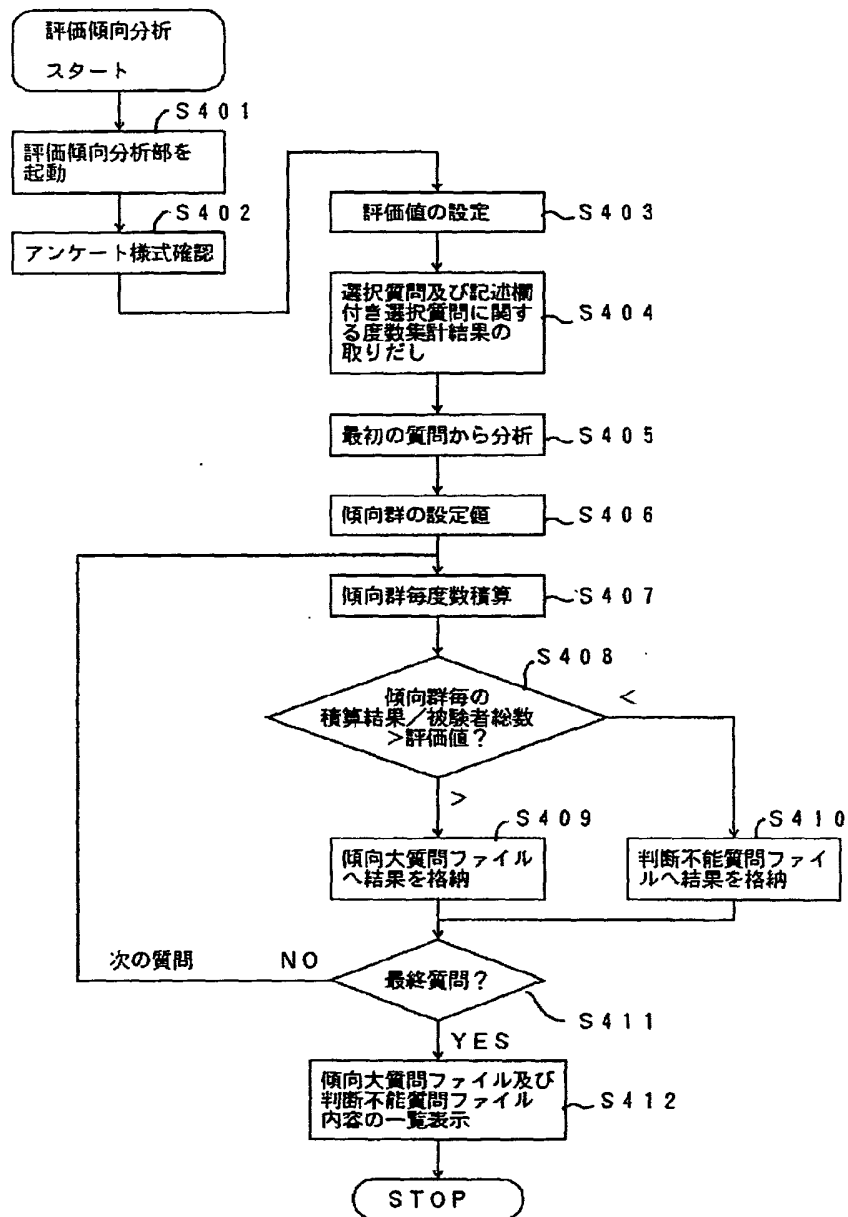 評価傾向分析
スタート
S401
評価傾向分析部を
起動
S402
アンケート様式確認
評価値の設定
S403
選択質問及び記述欄
付き選択質問に関す
る度数集計結果の
取りだし
S404
最初の質問から分析
S405
傾向群の設定値
S406
傾向群毎度数積算
S407
S408
傾向群毎の
積算結果／被験者総数
＞評価値？
＜
＞
S409
傾向大質問ファイル
へ結果を格納
S410
判断不能質問ファイ
ルへ結果を格納
次の質問 NO
最終質問？
S411
YES
傾向大質問ファイル及び
判断不能質問ファイル
内容の一覧表示
S412
STOP